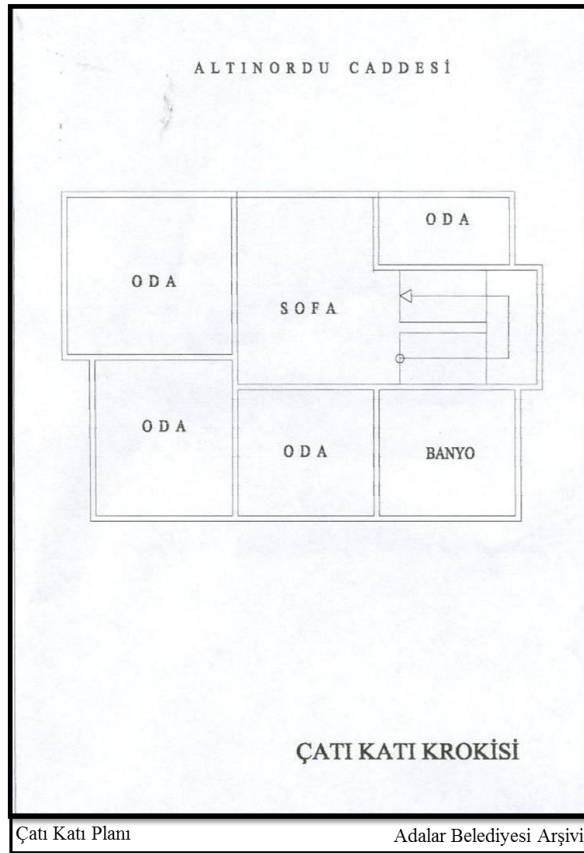 ALTINORDU CADDESİ
ODA
ODA
SOFA
ODA
ODA
BANYO
ÇATI KATI KROKİSİ
Çatı Katı Planı
Adalar Belediyesi Arşivi